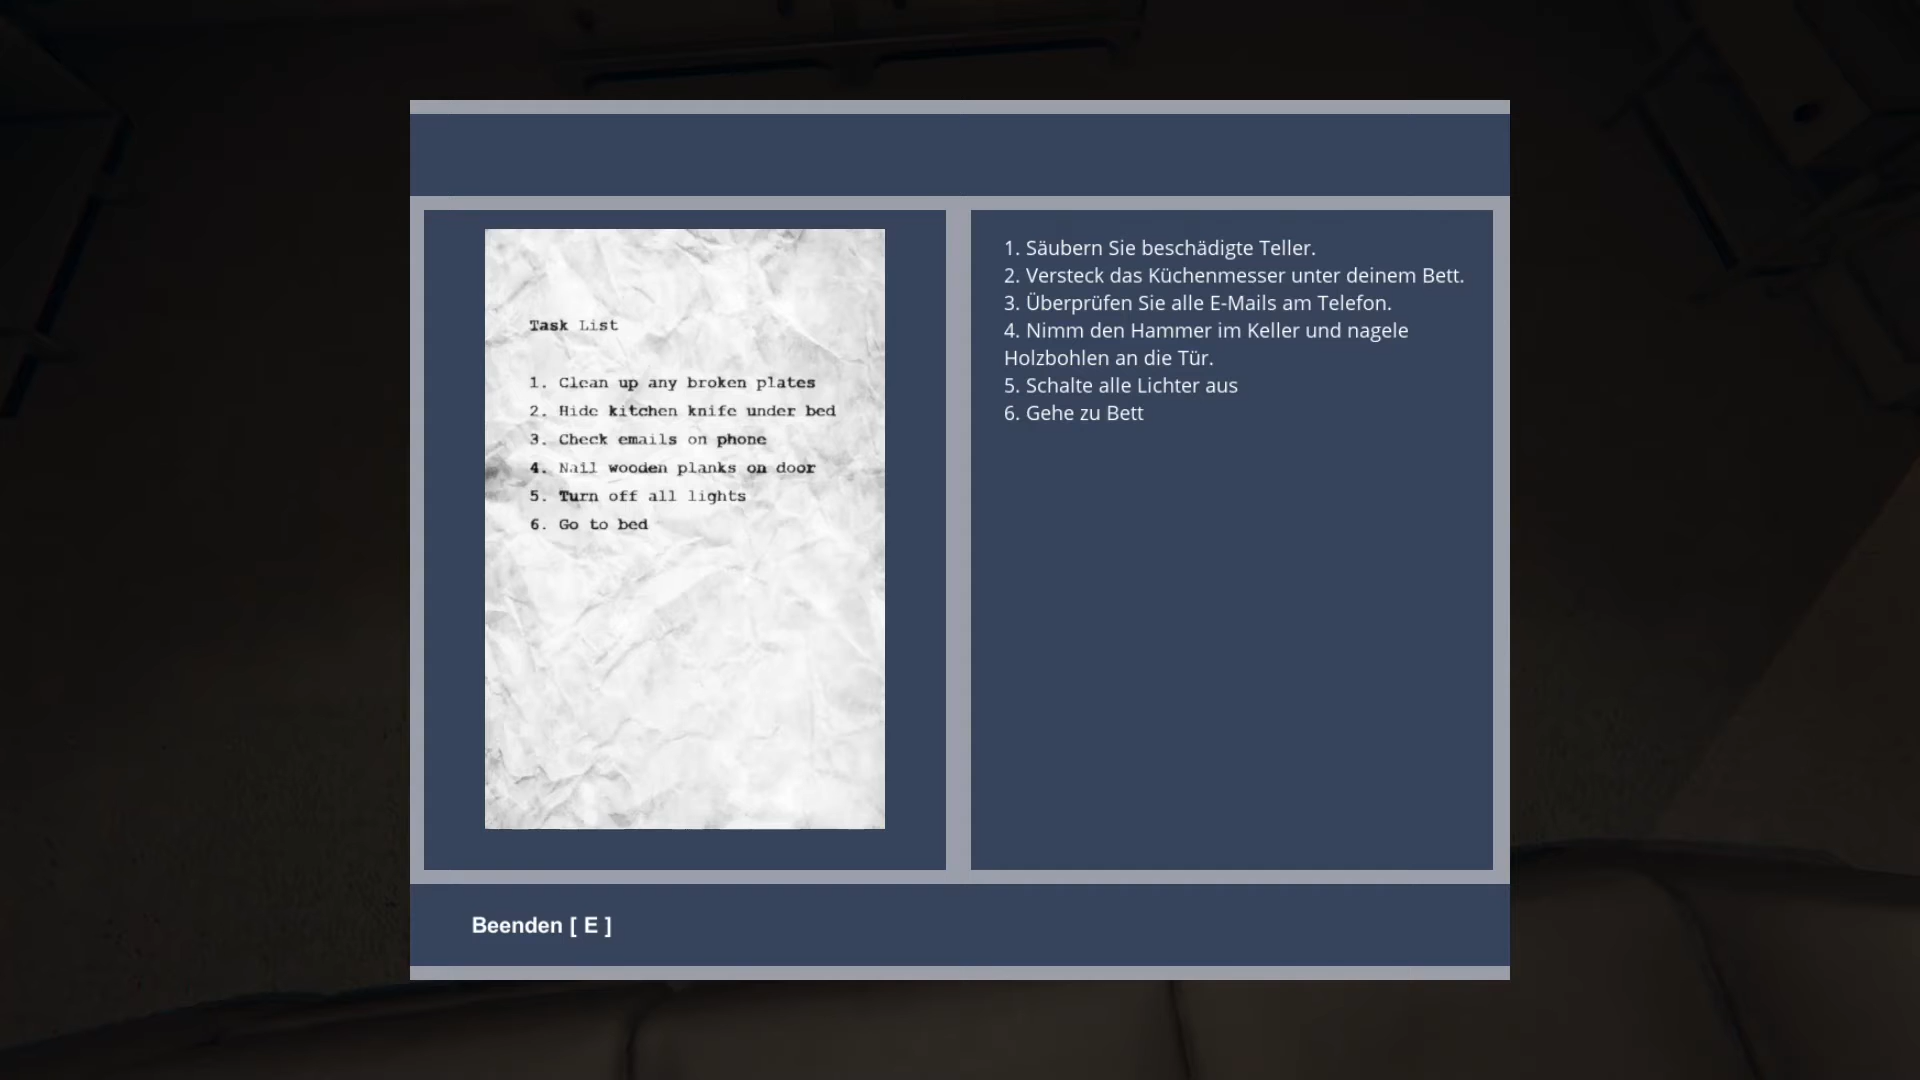 Task List
1. Clean up any broken plates
2. Hide kitchen knife under bed
3. Check emails on phone
4. Nail wooden planks on door
5. Turn off all lights
6. Go to bed
1. Säubern Sie beschädigte Teller.
2. Versteck das Küchenmesser unter deinem Bett.
3. Überprüfen Sie alle E-Mails am Telefon.
4. Nimm den Hammer im Keller und nagele
Holzbohlen an die Tür.
5. Schalte alle Lichter aus
6. Gehe zu Bett
Beenden [ E ]